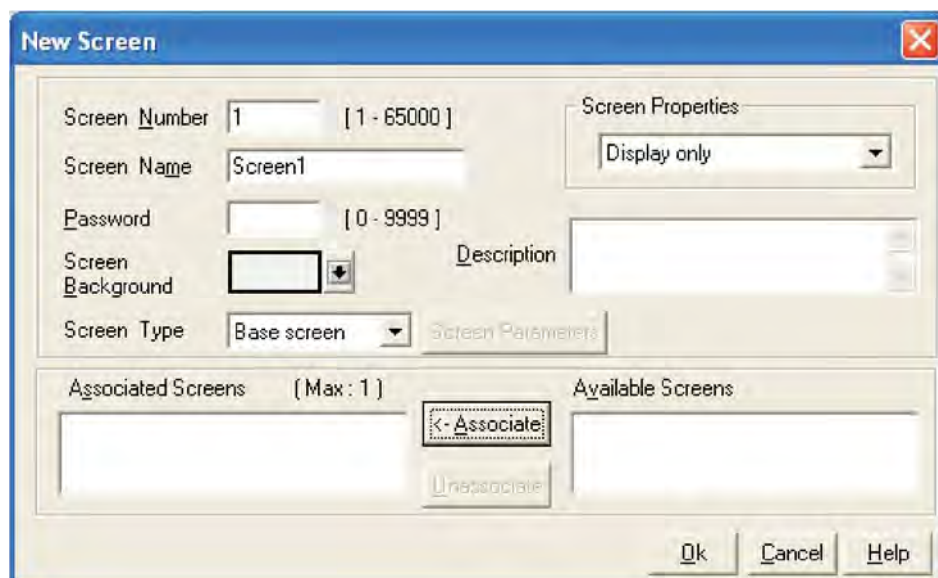 New Screen
Screen Number 1 [ 1 - 65000 ]
Screen Properties
Display only
Screen Name Screen1
Password [ 0 - 9999 ]
Description
Screen
Background
Screen Type Base screen Screen Parameters
Associated Screens [ Max : 1 ] Available Screens
<- Associate
Unassociate
Ok Cancel Help